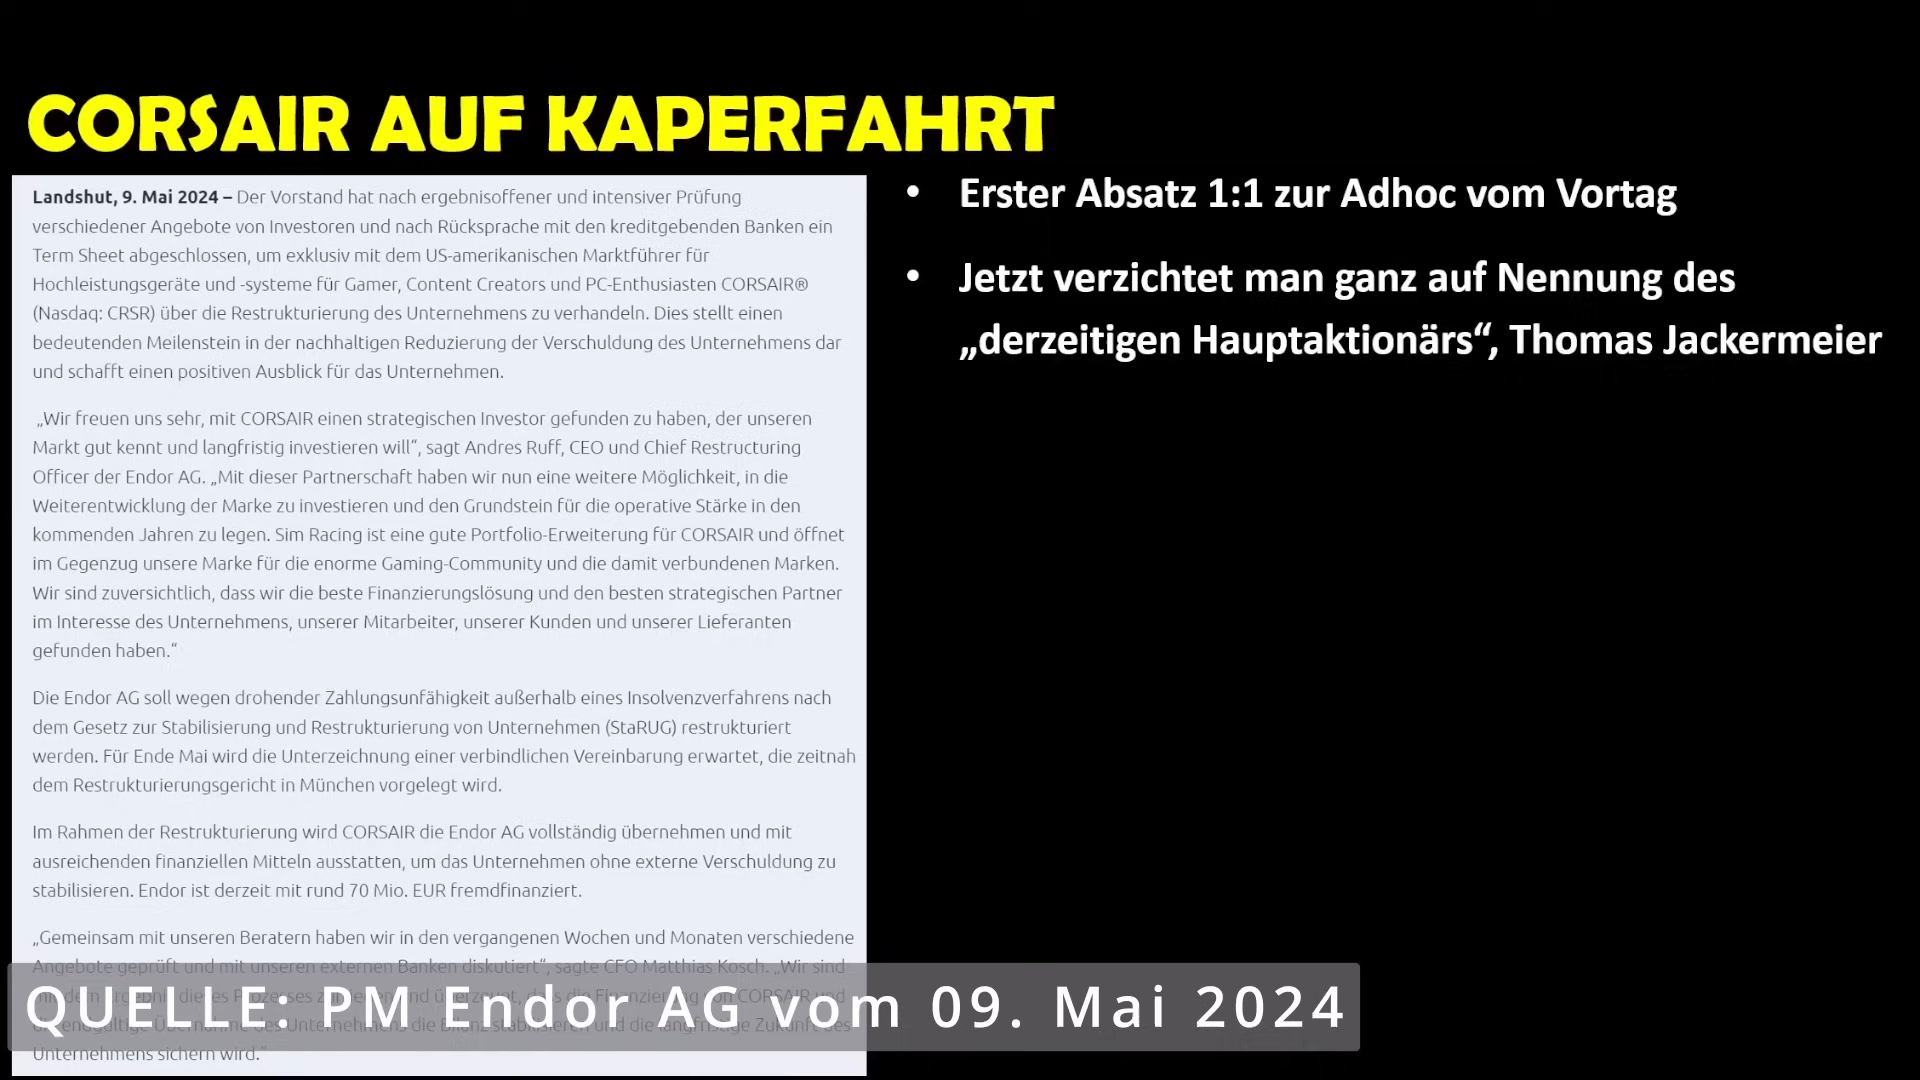 CORSAIR AUF KAPERFAHRT
Landshut, 9. Mai 2024 – Der Vorstand hat nach ergebnisoffener und intensiver Prüfung
verschiedener Angebote von Investoren und nach Rücksprache mit den kreditgebenden Banken ein
Term Sheet abgeschlossen, um exklusiv mit dem US-amerikanischen Marktführer für
Hochleistungsgeräte und -systeme für Gamer, Content Creators und PC-Enthusiasten CORSAIR®
(Nasdaq: CRSR) über die Restrukturierung des Unternehmens zu verhandeln. Dies stellt einen
bedeutenden Meilenstein in der nachhaltigen Reduzierung der Verschuldung des Unternehmens dar
und schafft einen positiven Ausblick für das Unternehmen.
„Wir freuen uns sehr, mit CORSAIR einen strategischen Investor gefunden zu haben, der unseren
Markt gut kennt und langfristig investieren will“, sagt Andres Ruff, CEO und Chief Restructuring
Officer der Endor AG. „Mit dieser Partnerschaft haben wir nun eine weitere Möglichkeit, in die
Weiterentwicklung der Marke zu investieren und den Grundstein für die operative Stärke in den
kommenden Jahren zu legen. Sim Racing ist eine gute Portfolio-Erweiterung für CORSAIR und öffnet
im Gegenzug unsere Marke für die enorme Gaming-Community und die damit verbundenen Marken.
Wir sind zuversichtlich, dass wir die beste Finanzierungslösung und den besten strategischen Partner
im Interesse des Unternehmens, unserer Mitarbeiter, unserer Kunden und unserer Lieferanten
gefunden haben.“
Die Endor AG soll wegen drohender Zahlungsunfähigkeit außerhalb eines Insolvenzverfahrens nach
dem Gesetz zur Stabilisierung und Restrukturierung von Unternehmen (StaRUG) restrukturiert
werden. Für Ende Mai wird die Unterzeichnung einer verbindlichen Vereinbarung erwartet, die zeitnah
dem Restrukturierungsgericht in München vorgelegt wird.
Im Rahmen der Restrukturierung wird CORSAIR die Endor AG vollständig übernehmen und mit
ausreichenden finanziellen Mitteln ausstatten, um das Unternehmen ohne externe Verschuldung zu
stabilisieren. Endor ist derzeit mit rund 70 Mio. EUR fremdfinanziert.
„Gemeinsam mit unseren Beratern haben wir in den vergangenen Wochen und Monaten verschiedene
Angebote geprüft und mit unseren externen Banken diskutiert“, sagte CFO Matthias Kosch. „Wir sind
Unternehmens sichern wird.“
• Erster Absatz 1:1 zur Adhoc vom Vortag
• Jetzt verzichtet man ganz auf Nennung des
„derzeitigen Hauptaktionärs“, Thomas Jackermeier
QUELLE: PM Endor AG vom 09. Mai 2024